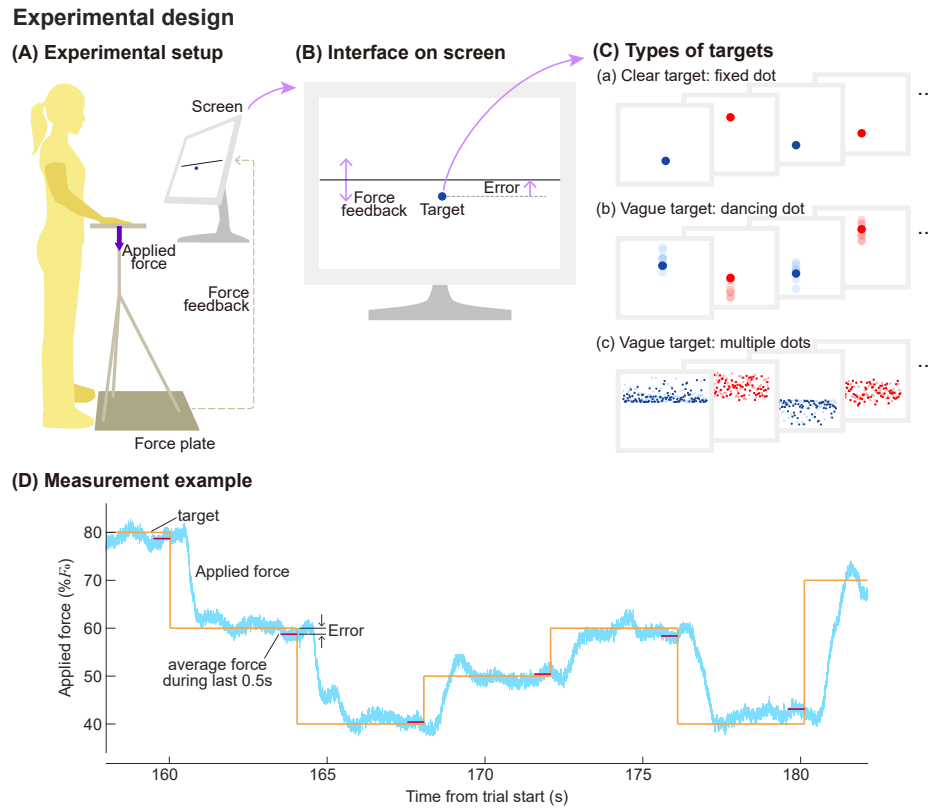 Experimental design
(A) Experimental setup
Screen
Applied
force
Force
feedback
Force plate
(B) Interface on screen
Force
feedback
Error
Target
(C) Types of targets
(a) Clear target: fixed dot
..
(b) Vague target: dancing dot
..
(c) Vague target: multiple dots
..
(D) Measurement example
Applied force (%F₀)
80
70
60
50
40
target
Applied force
Error
average force
during last 0.5s
160
165
170
175
180
Time from trial start (s)